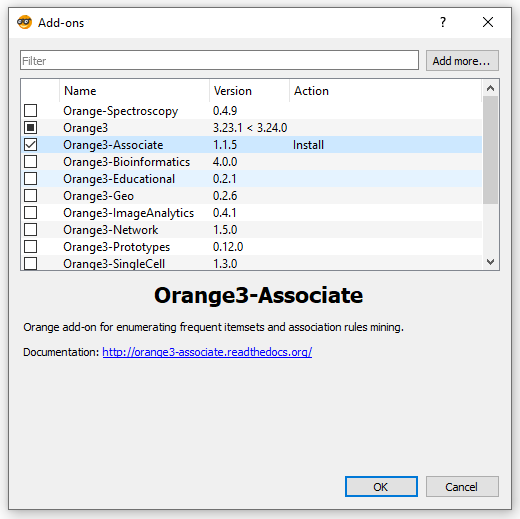 Add-ons
Filter
Add more...
Name Version Action
Orange-Spectroscopy 0.4.9
Orange3 3.23.1 < 3.24.0
Orange3-Associate 1.1.5 Install
Orange3-Bioinformatics 4.0.0
Orange3-Educational 0.2.1
Orange3-Geo 0.2.6
Orange3-ImageAnalytics 0.4.1
Orange3-Network 1.5.0
Orange3-Prototypes 0.12.0
Orange3-SingleCell 1.3.0
Orange3-Associate
Orange add-on for enumerating frequent itemsets and association rules mining.
Documentation: http://orange3-associate.readthedocs.org/
OK Cancel